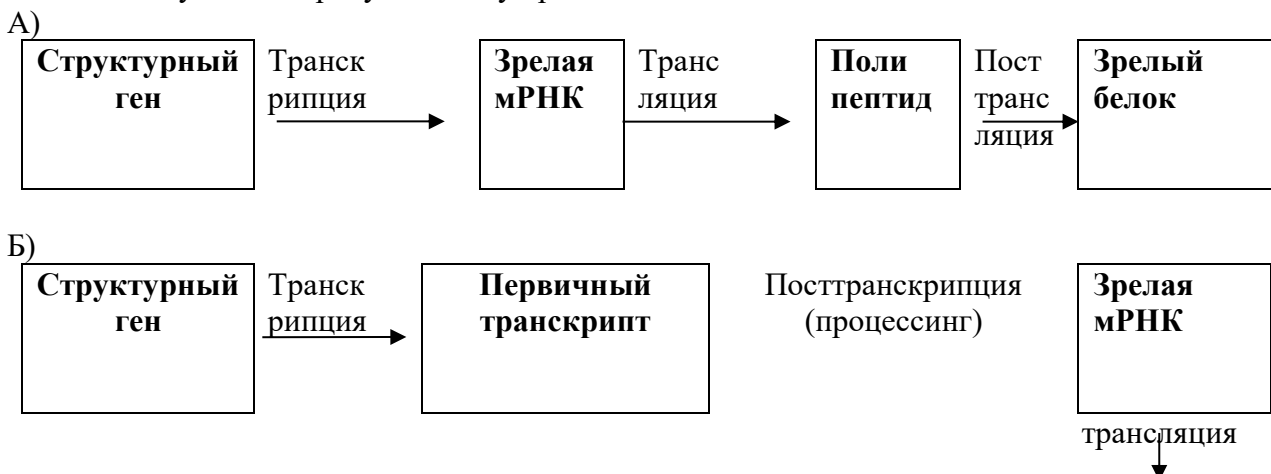 А)
Структурный ген
Транск рипция
Зрелая мРНК
Транс ляция
Поли пептид
Пост транс ляция
Зрелый белок
Б)
Структурный ген
Транск рипция
Первичный транскрипт
Посттранскрипция (процессинг)
Зрелая мРНК
трансляция